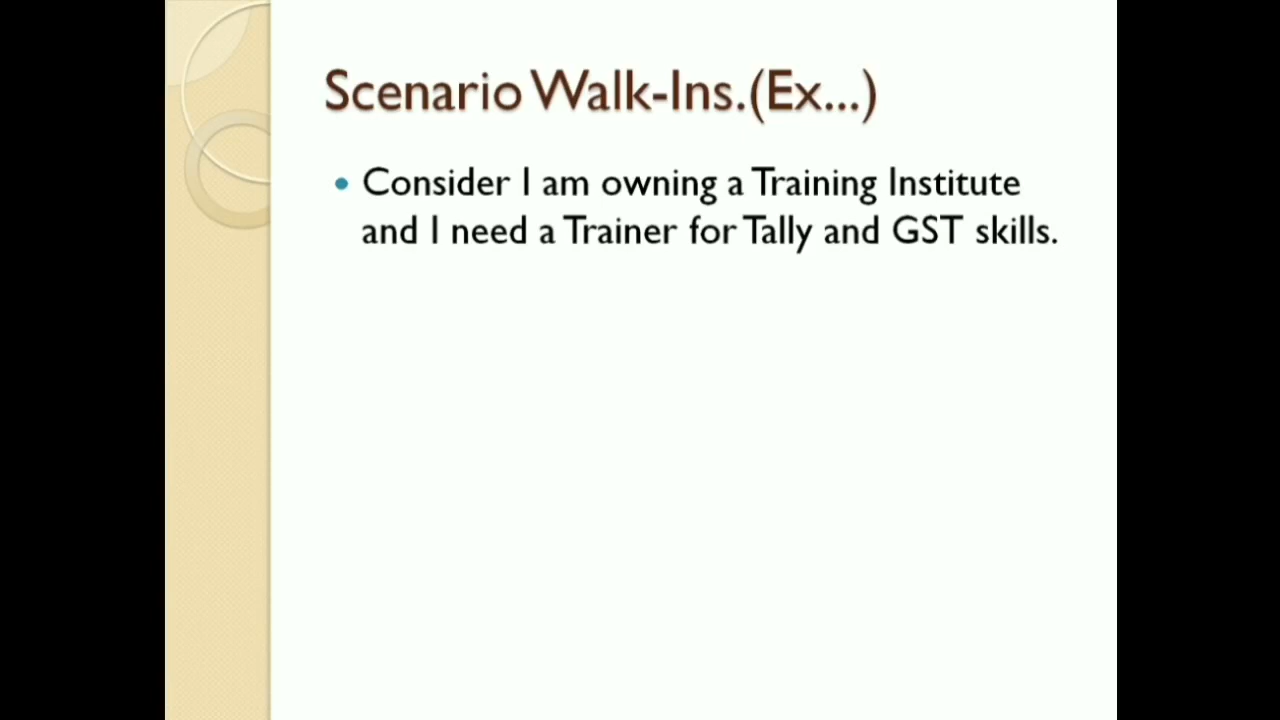 Scenario Walk-Ins.(Ex...)
• Consider I am owning a Training Institute
and I need a Trainer for Tally and GST skills.